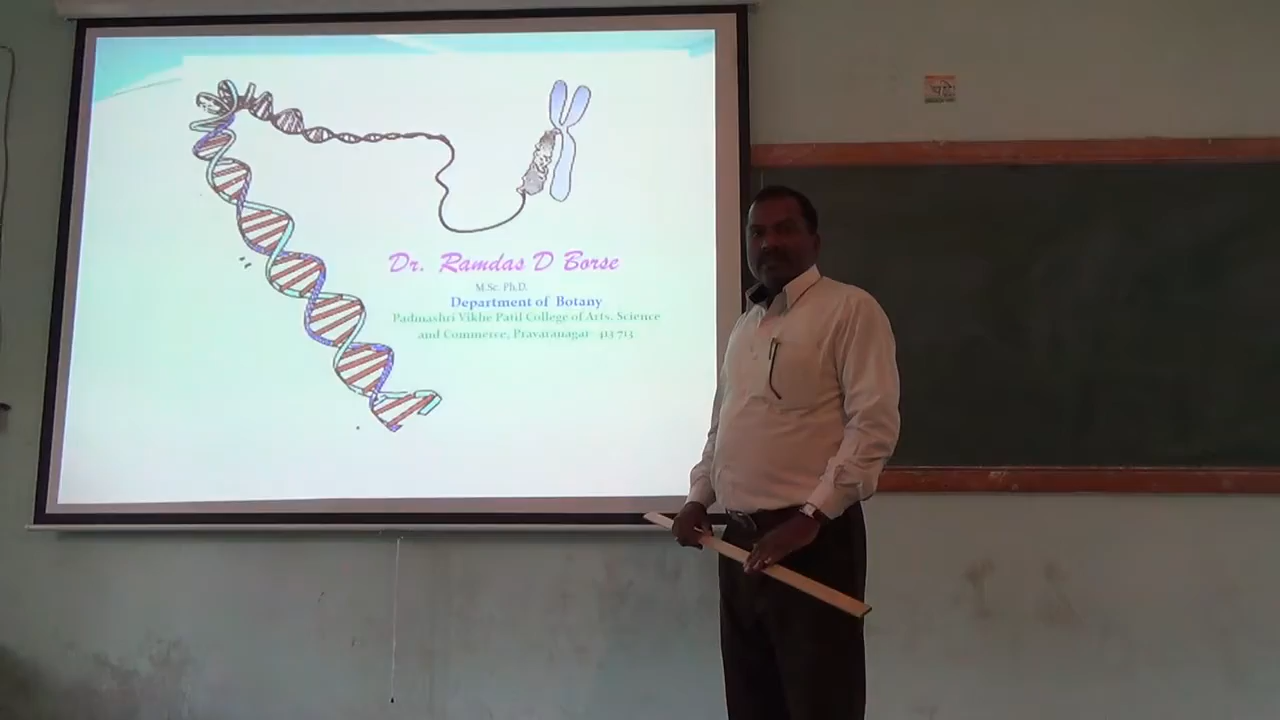 Dr. Ramdas D Borse
M.Sc. Ph.D.
Department of Botany
Padmashri Vikhe Patil College of Arts, Science
and Commerce, Pravaranagar- 413 713